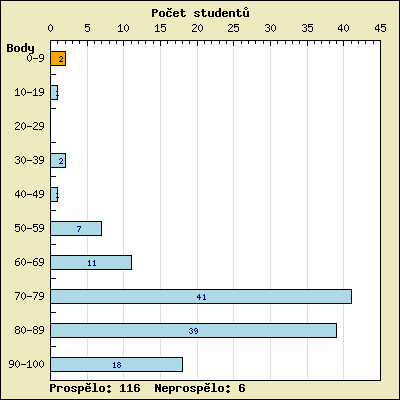 Počet studentů
0 5 10 15 20 25 30 35 40 45
Body
0-9 2
10-19 1
20-29
30-39 2
40-49 1
50-59 7
60-69 11
70-79 41
80-89 39
90-100 18
Prospělo: 116 Neprospělo: 6